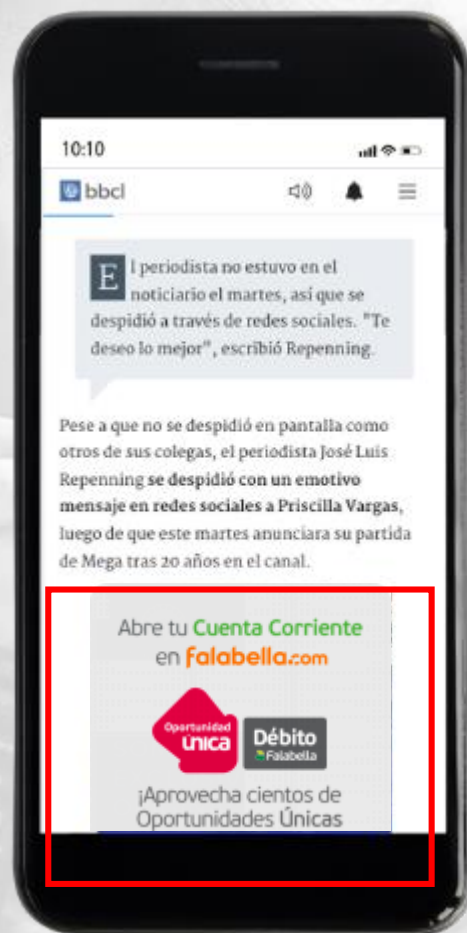 10:10
bbcl
El periodista no estuvo en el
noticiario el martes, así que se
despidió a través de redes sociales. "Te
deseo lo mejor", escribió Repenning.
Pese a que no se despidió en pantalla como
otros de sus colegas, el periodista José Luis
Repenning se despidió con un emotivo
mensaje en redes sociales a Priscilla Vargas,
luego de que este martes anunciara su partida
de Mega tras 20 años en el canal.
Abre tu Cuenta Corriente
en falabella.com
Oportunidad
única
Débito
Falabella
¡Aprovecha cientos de
Oportunidades Únicas